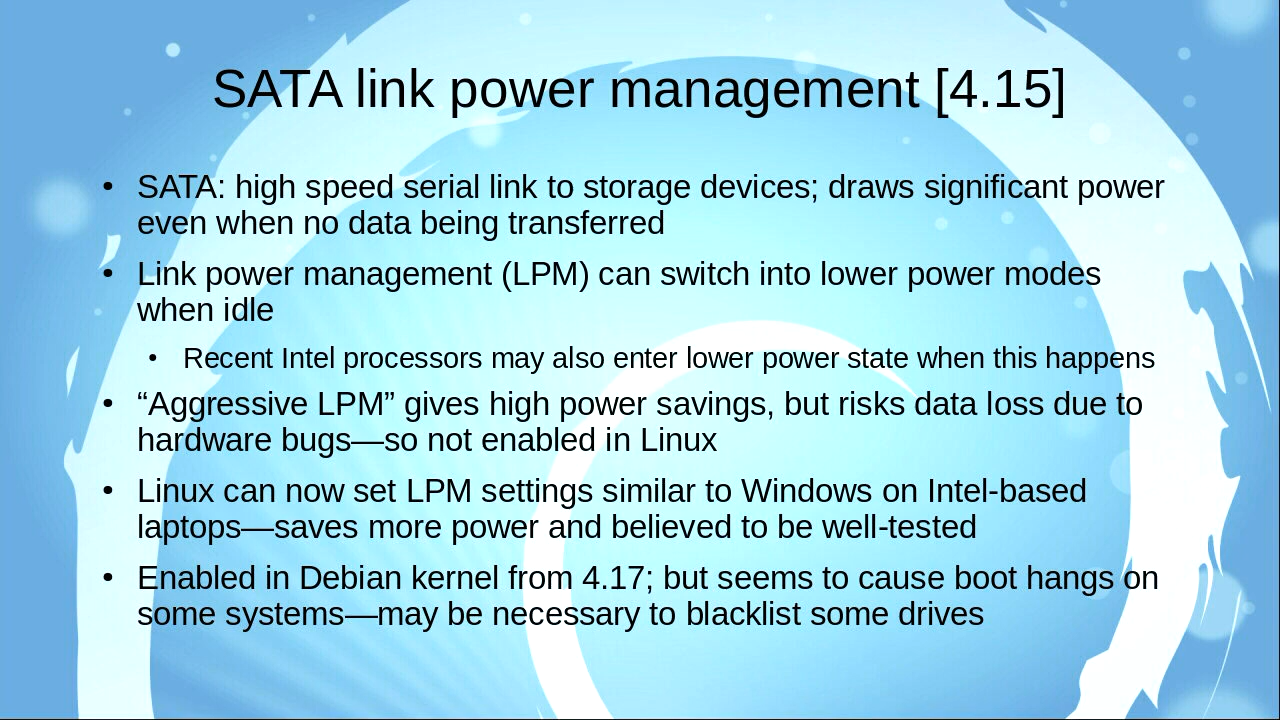 SATA link power management [4.15]
• SATA: high speed serial link to storage devices; draws significant power
even when no data being transferred
• Link power management (LPM) can switch into lower power modes
when idle
• Recent Intel processors may also enter lower power state when this happens
• “Aggressive LPM” gives high power savings, but risks data loss due to
hardware bugs—so not enabled in Linux
• Linux can now set LPM settings similar to Windows on Intel-based
laptops—saves more power and believed to be well-tested
• Enabled in Debian kernel from 4.17; but seems to cause boot hangs on
some systems—may be necessary to blacklist some drives